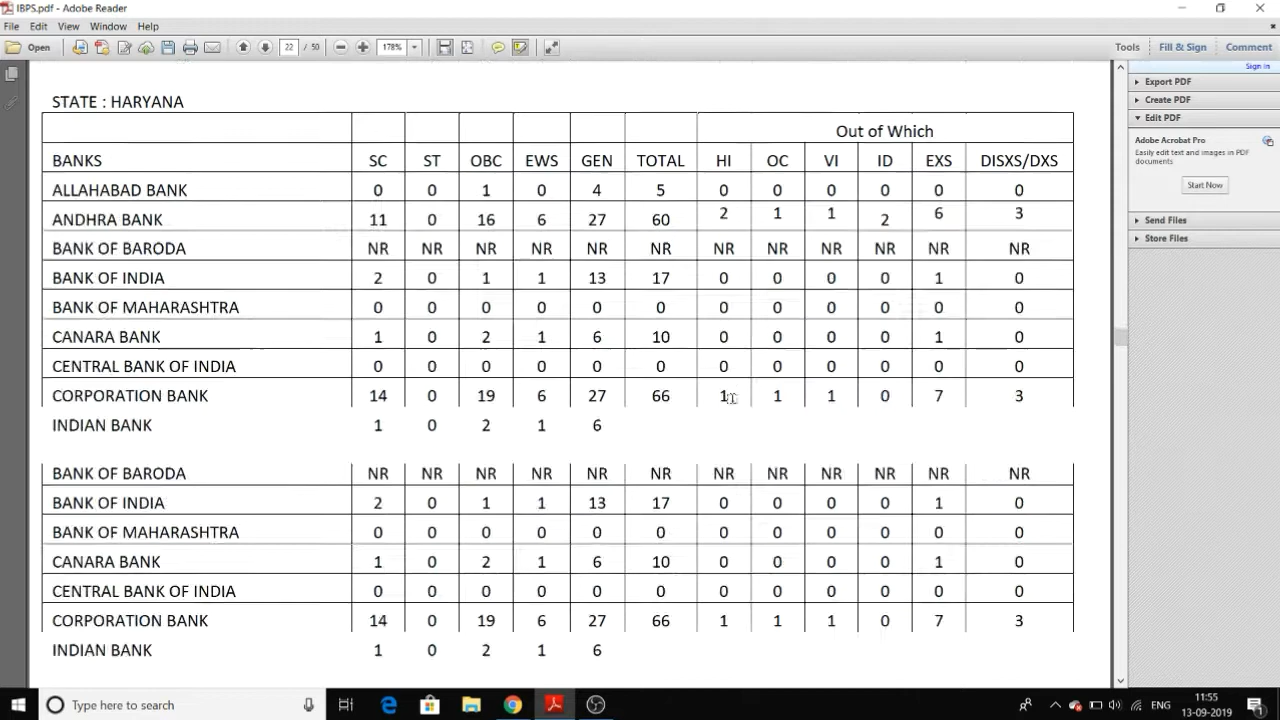 IBPS.pdf - Adobe Reader
File Edit View Window Help
Open 22 / 50 178% Tools Fill & Sign Comment
Sign In
Export PDF
Create PDF
Edit PDF
Adobe Acrobat Pro
Easily edit text and images in PDF
documents
Start Now
Send Files
Store Files
STATE : HARYANA
Out of Which
BANKS SC ST OBC EWS GEN TOTAL HI OC VI ID EXS DISXS/DXS
ALLAHABAD BANK 0 0 1 0 4 5 0 0 0 0 0 0
ANDHRA BANK 11 0 16 6 27 60 2 1 1 2 6 3
BANK OF BARODA NR NR NR NR NR NR NR NR NR NR NR NR
BANK OF INDIA 2 0 1 1 13 17 0 0 0 0 1 0
BANK OF MAHARASHTRA 0 0 0 0 0 0 0 0 0 0 0 0
CANARA BANK 1 0 2 1 6 10 0 0 0 0 1 0
CENTRAL BANK OF INDIA 0 0 0 0 0 0 0 0 0 0 0 0
CORPORATION BANK 14 0 19 6 27 66 1 1 1 0 7 3
INDIAN BANK 1 0 2 1 6
BANK OF BARODA NR NR NR NR NR NR NR NR NR NR NR NR
BANK OF INDIA 2 0 1 1 13 17 0 0 0 0 1 0
BANK OF MAHARASHTRA 0 0 0 0 0 0 0 0 0 0 0 0
CANARA BANK 1 0 2 1 6 10 0 0 0 0 1 0
CENTRAL BANK OF INDIA 0 0 0 0 0 0 0 0 0 0 0 0
CORPORATION BANK 14 0 19 6 27 66 1 1 1 0 7 3
INDIAN BANK 1 0 2 1 6
Type here to search
ENG
11:55
13-09-2019
1